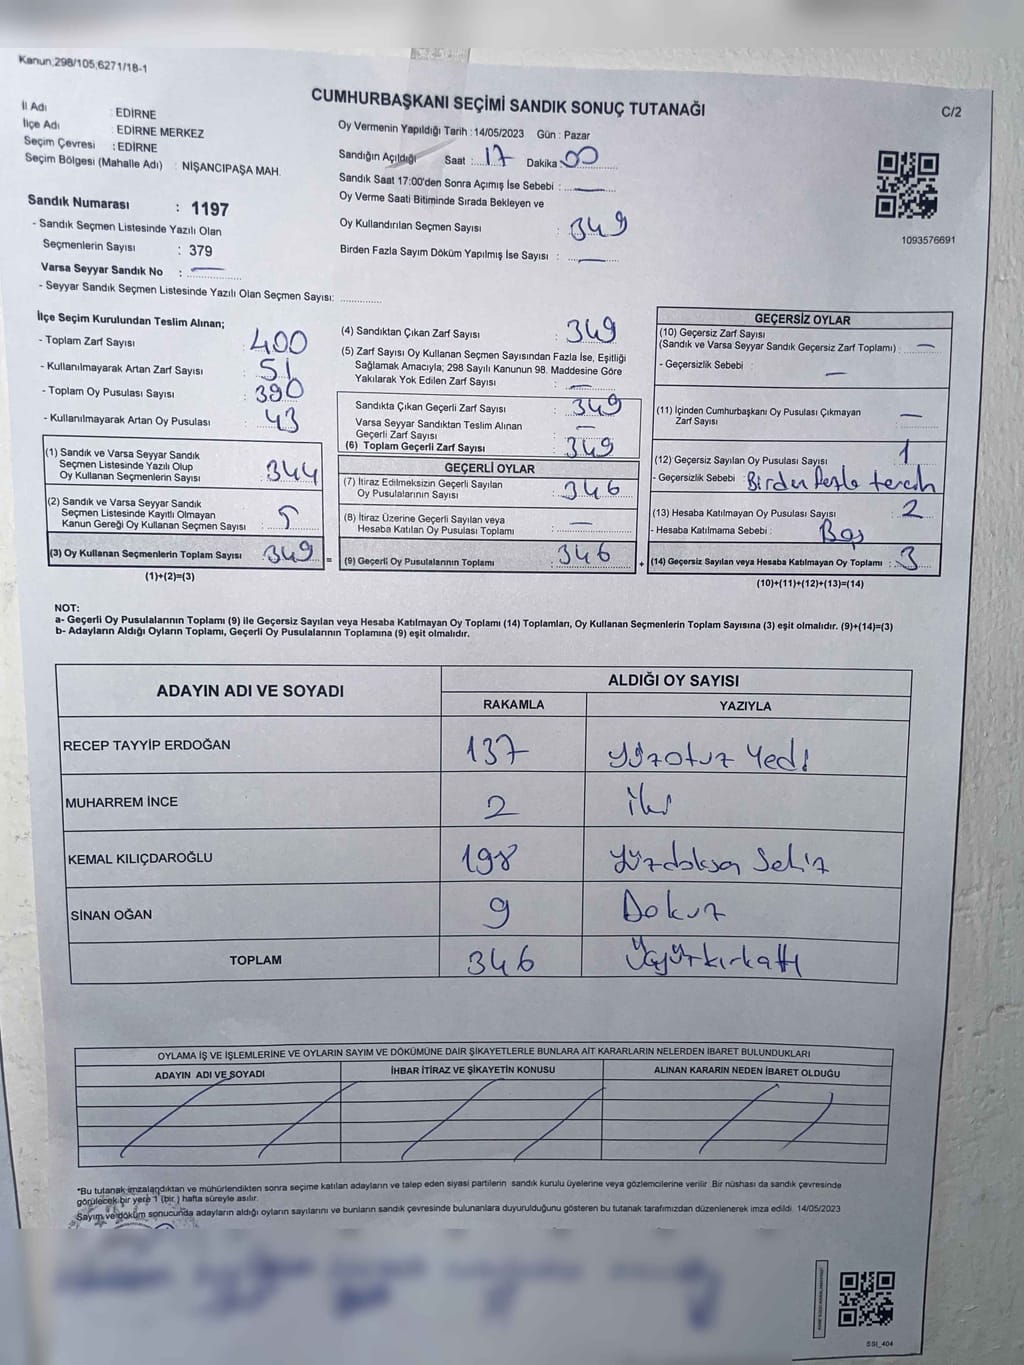 Kanun,298/105,6271/18-1
CUMHURBAŞKANI SEÇİMİ SANDIK SONUÇ TUTANAĞI
C/2
İl Adı : EDİRNE
İlçe Adı : EDİRNE MERKEZ
Seçim Çevresi : EDİRNE
Seçim Bölgesi (Mahalle Adı) : NİŞANCIPAŞA MAH.
Sandık Numarası : 1197
- Sandık Seçmen Listesinde Yazılı Olan
Seçmenlerin Sayısı : 379
Varsa Seyyar Sandık No :
- Seyyar Sandık Seçmen Listesinde Yazılı Olan Seçmen Sayısı:
Oy Vermenin Yapıldığı Tarih : 14/05/2023 Gün : Pazar
Sandığın Açıldığı Saat : 17 Dakika 00
Sandık Saat 17:00'den Sonra Açımış İse Sebebi : —
Oy Verme Saati Bitiminde Sırada Bekleyen ve
Oy Kullandırılan Seçmen Sayısı : 349
Birden Fazla Sayım Döküm Yapılmış İse Sayısı : —
1093576691
İlçe Seçim Kurulundan Teslim Alınan;
- Toplam Zarf Sayısı : 400
- Kullanılmayarak Artan Zarf Sayısı : 51
- Toplam Oy Pusulası Sayısı : 390
- Kullanılmayarak Artan Oy Pusulası : 43
(1) Sandık ve Varsa Seyyar Sandık
Seçmen Listesinde Yazılı Olup
Oy Kullanan Seçmenlerin Sayısı : 344
(2) Sandık ve Varsa Seyyar Sandık
Seçmen Listesinde Kayıtlı Olmayan
Kanun Gereği Oy Kullanan Seçmen Sayısı : 5
(3) Oy Kullanan Seçmenlerin Toplam Sayısı : 349 =
(1)+(2)=(3)
(4) Sandıktan Çıkan Zarf Sayısı : 349
(5) Zarf Sayısı Oy Kullanan Seçmen Sayısından Fazla İse, Eşitliği
Sağlamak Amacıyla; 298 Sayılı Kanunun 98. Maddesine Göre
Yakılarak Yok Edilen Zarf Sayısı : —
Sandıkta Çıkan Geçerli Zarf Sayısı : 349
Varsa Seyyar Sandıktan Teslim Alınan
Geçerli Zarf Sayısı : —
(6) Toplam Geçerli Zarf Sayısı : 349
GEÇERLİ OYLAR
(7) İtiraz Edilmeksizin Geçerli Sayılan
Oy Pusulalarının Sayısı : 346
(8) İtiraz Üzerine Geçerli Sayılan veya
Hesaba Katılan Oy Pusulası Toplamı : —
(9) Geçerli Oy Pusulalarının Toplamı : 346 +
GEÇERSİZ OYLAR
(10) Geçersiz Zarf Sayısı
(Sandık ve Varsa Seyyar Sandık Geçersiz Zarf Toplamı) : —
- Geçersizlik Sebebi : —
(11) İçinden Cumhurbaşkanı Oy Pusulası Çıkmayan
Zarf Sayısı : —
(12) Geçersiz Sayılan Oy Pusulası Sayısı : 1
- Geçersizlik Sebebi : Birden Fazla tercih
(13) Hesaba Katılmayan Oy Pusulası Sayısı : 2
- Hesaba Katılmama Sebebi : Boş
(14) Geçersiz Sayılan veya Hesaba Katılmayan Oy Toplamı : 3
(10)+(11)+(12)+(13)=(14)
NOT:
a- Geçerli Oy Pusulalarının Toplamı (9) ile Geçersiz Sayılan veya Hesaba Katılmayan Oy Toplamı (14) Toplamları, Oy Kullanan Seçmenlerin Toplam Sayısına (3) eşit olmalıdır. (9)+(14)=(3)
b- Adayların Aldığı Oyların Toplamı, Geçerli Oy Pusulalarının Toplamına (9) eşit olmalıdır.
ADAYIN ADI VE SOYADI ALDIĞI OY SAYISI
RAKAMLA YAZIYLA
RECEP TAYYİP ERDOĞAN 137 Yüzotuz Yedi
MUHARREM İNCE 2 iki
KEMAL KILIÇDAROĞLU 198 Yüzdoksan Sekiz
SİNAN OĞAN 9 Dokuz
TOPLAM 346 Üçyüzkırkaltı
OYLAMA İŞ VE İŞLEMLERİNE VE OYLARIN SAYIM VE DÖKÜMÜNE DAİR ŞİKAYETLERLE BUNLARA AİT KARARLARIN NELERDEN İBARET BULUNDUKLARI
ADAYIN ADI VE SOYADI İHBAR İTİRAZ VE ŞİKAYETİN KONUSU ALINAN KARARIN NEDEN İBARET OLDUĞU
*Bu tutanak imzalandıktan ve mühürlendikten sonra seçime katılan adayların ve talep eden siyasi partilerin sandık kurulu üyelerine veya gözlemcilerine verilir. Bir nüshası da sandık çevresinde
görülecek bir yere 1 (bir) hafta süreyle asılır.
Sayım ve döküm sonucunda adayların aldığı oyların sayılarını ve bunların sandık çevresinde bulunanlara duyurulduğunu gösteren bu tutanak tarafımızdan düzenlenerek imza edildi. 14/05/2023
SSI_404